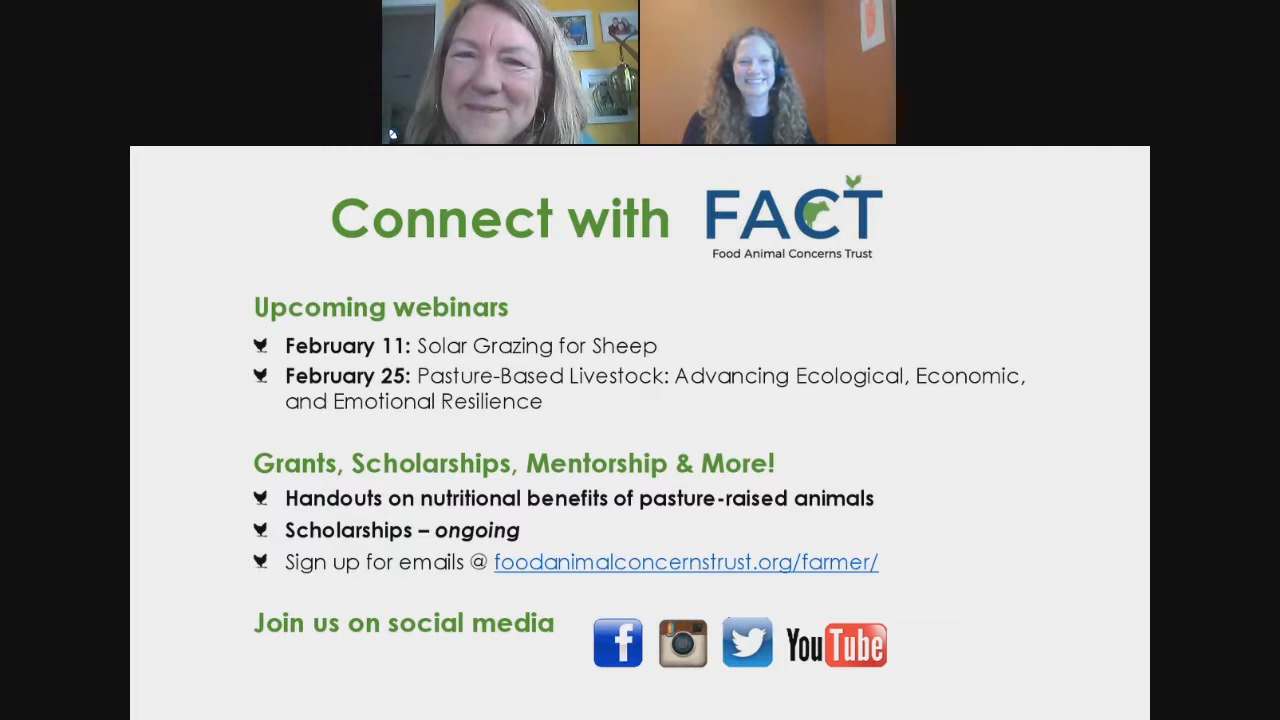 Connect with FACT
Food Animal Concerns Trust
Upcoming webinars
February 11: Solar Grazing for Sheep
February 25: Pasture-Based Livestock: Advancing Ecological, Economic,
and Emotional Resilience
Grants, Scholarships, Mentorship & More!
Handouts on nutritional benefits of pasture-raised animals
Scholarships – ongoing
Sign up for emails @ foodanimalconcernstrust.org/farmer/
Join us on social media
f
YouTube